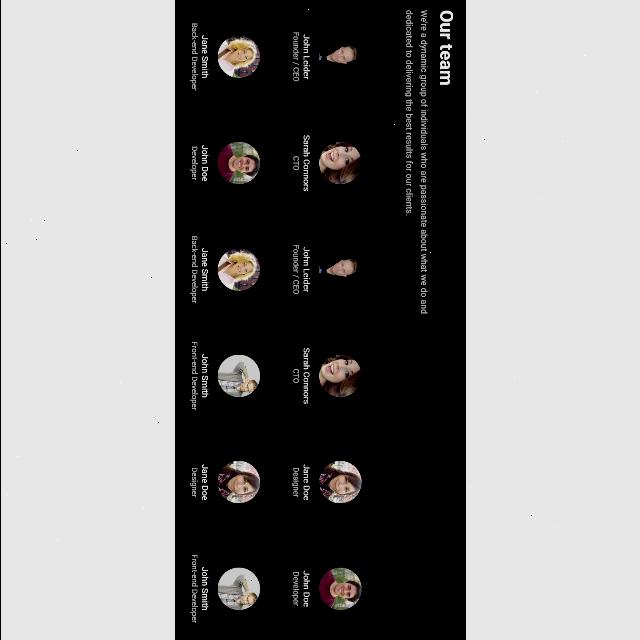 Our team
We're a dynamic group of individuals who are passionate about what we do and
dedicated to delivering the best results for our clients.
John Leider
Founder / CEO
Sarah Connors
CTO
John Leider
Founder / CEO
Sarah Connors
CTO
Jane Doe
Designer
John Doe
Developer
Jane Smith
Back-end Developer
John Doe
Developer
Jane Smith
Back-end Developer
John Smith
Front-end Developer
Jane Doe
Designer
John Smith
Front-end Developer